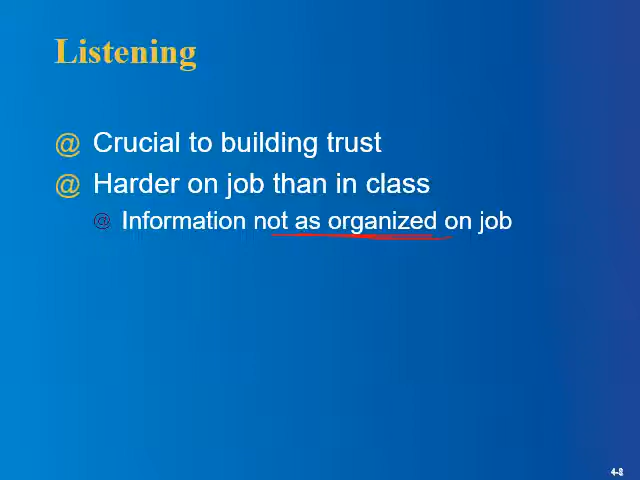 Listening
@ Crucial to building trust
@ Harder on job than in class
@ Information not as organized on job
4-8